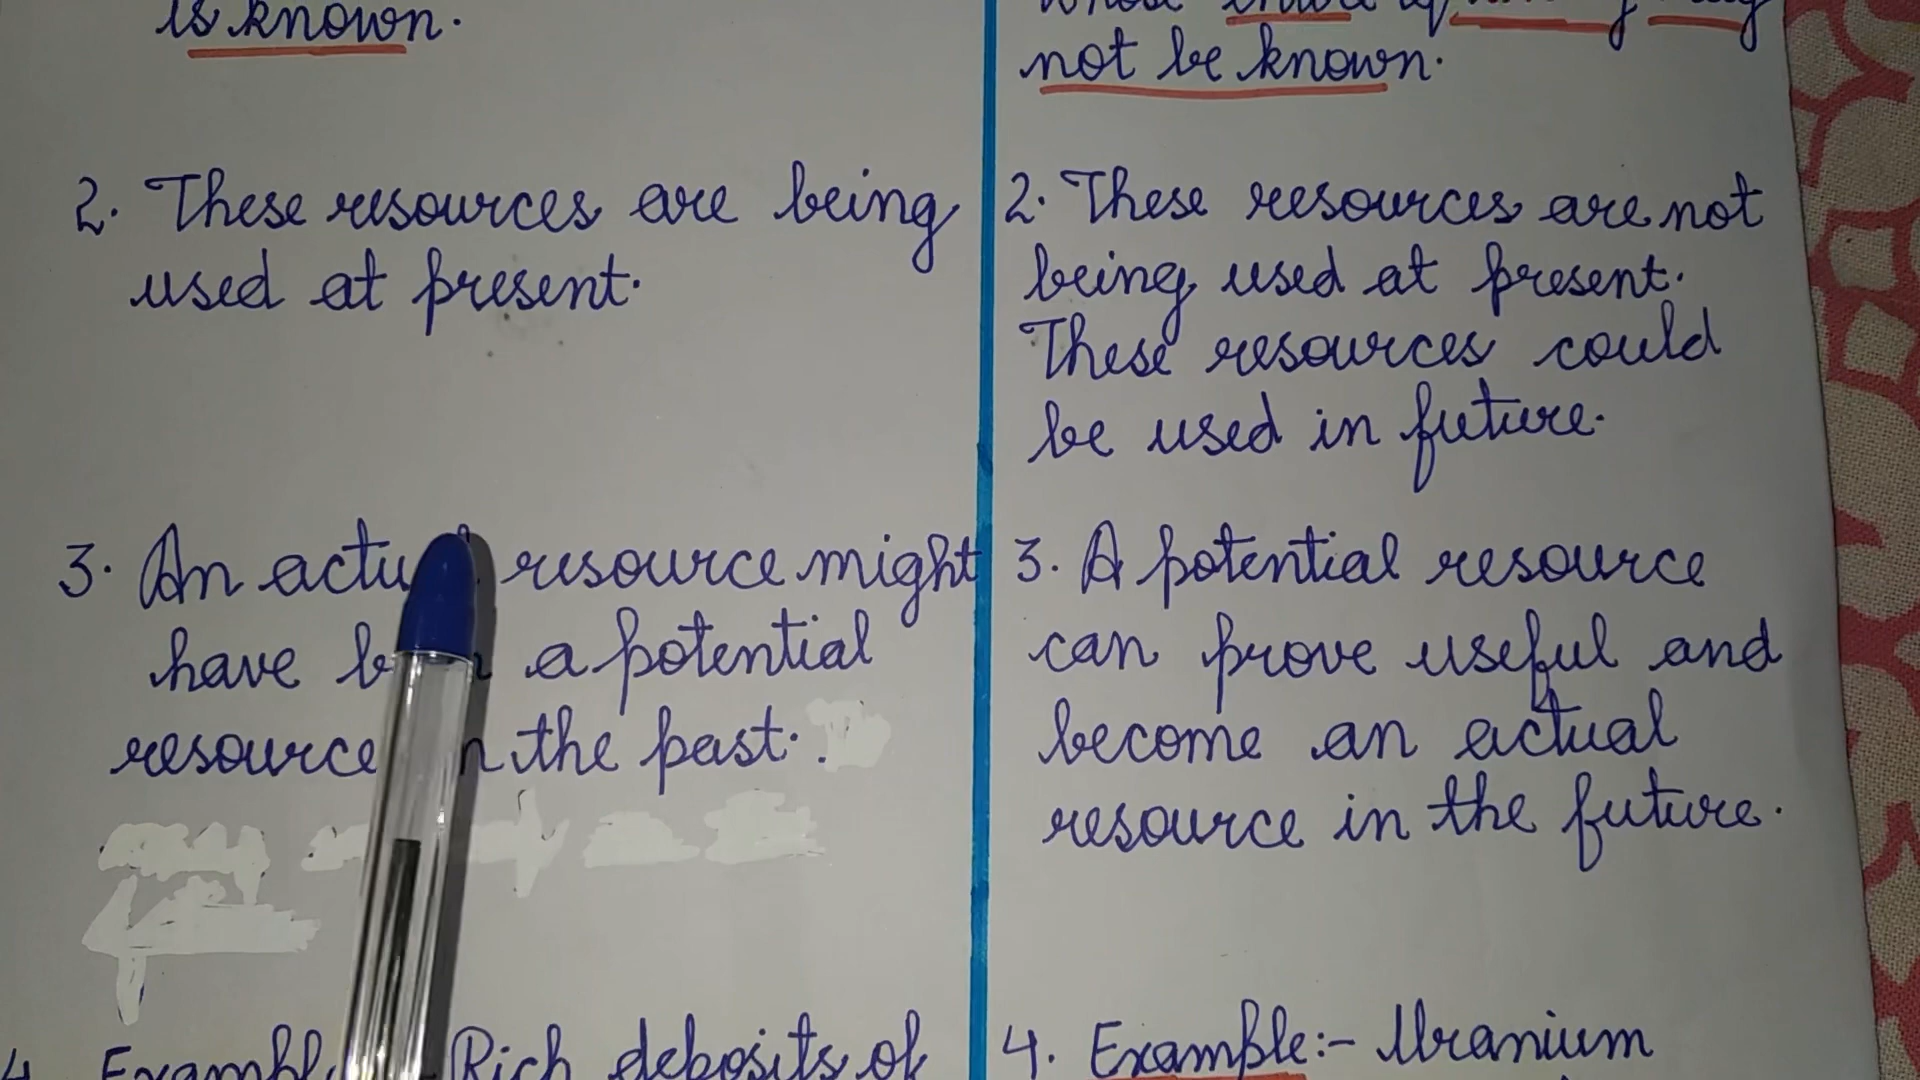 is known.
2. These resources are being
used at present.
3. An resource might
have a potential
resource the past.
4. Rich deposits of
not be known.
2. These resources are not
being used at present.
These resources could
be used in future.
3. A potential resource
can prove useful and
become an actual
resource in the future.
4. Example:- Uranium